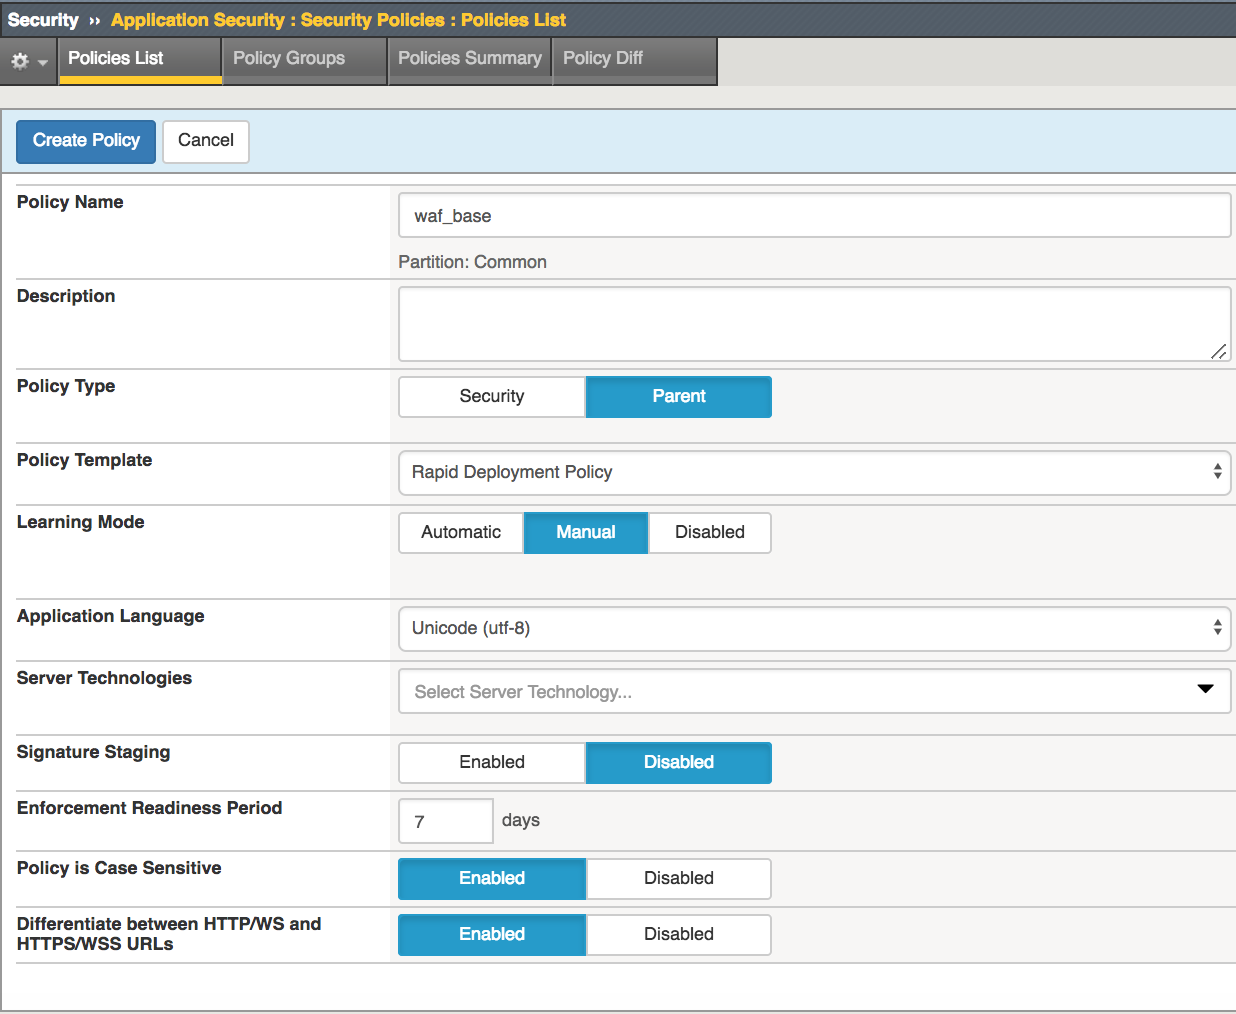 Security » Application Security : Security Policies : Policies List
Policies List Policy Groups Policies Summary Policy Diff
Create Policy Cancel
Policy Name
waf_base
Partition: Common
Description
Policy Type
Security Parent
Policy Template
Rapid Deployment Policy
Learning Mode
Automatic Manual Disabled
Application Language
Unicode (utf-8)
Server Technologies
Select Server Technology...
Signature Staging
Enabled Disabled
Enforcement Readiness Period
7 days
Policy is Case Sensitive
Enabled Disabled
Differentiate between HTTP/WS and
HTTPS/WSS URLs
Enabled Disabled